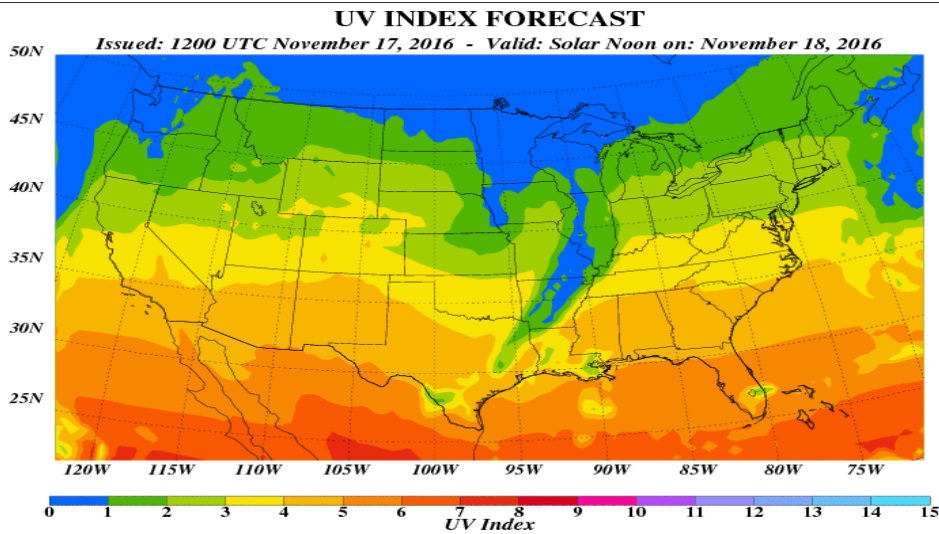 UV INDEX FORECAST
Issued: 1200 UTC November 17, 2016 - Valid: Solar Noon on: November 18, 2016
50N
45N
40N
35N
30N
25N
120W 115W 110W 105W 100W 95W 90W 85W 80W 75W
0 1 2 3 4 5 6 7 8 9 10 11 12 13 14 15
UV Index